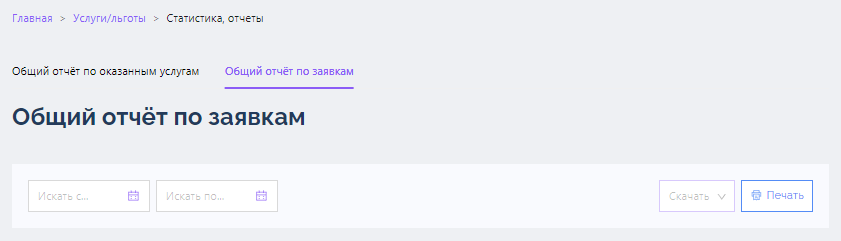 Главная > Услуги/льготы > Статистика, отчеты
Общий отчёт по оказанным услугам Общий отчёт по заявкам
Общий отчёт по заявкам
Искать с... Искать по... Скачать Печать